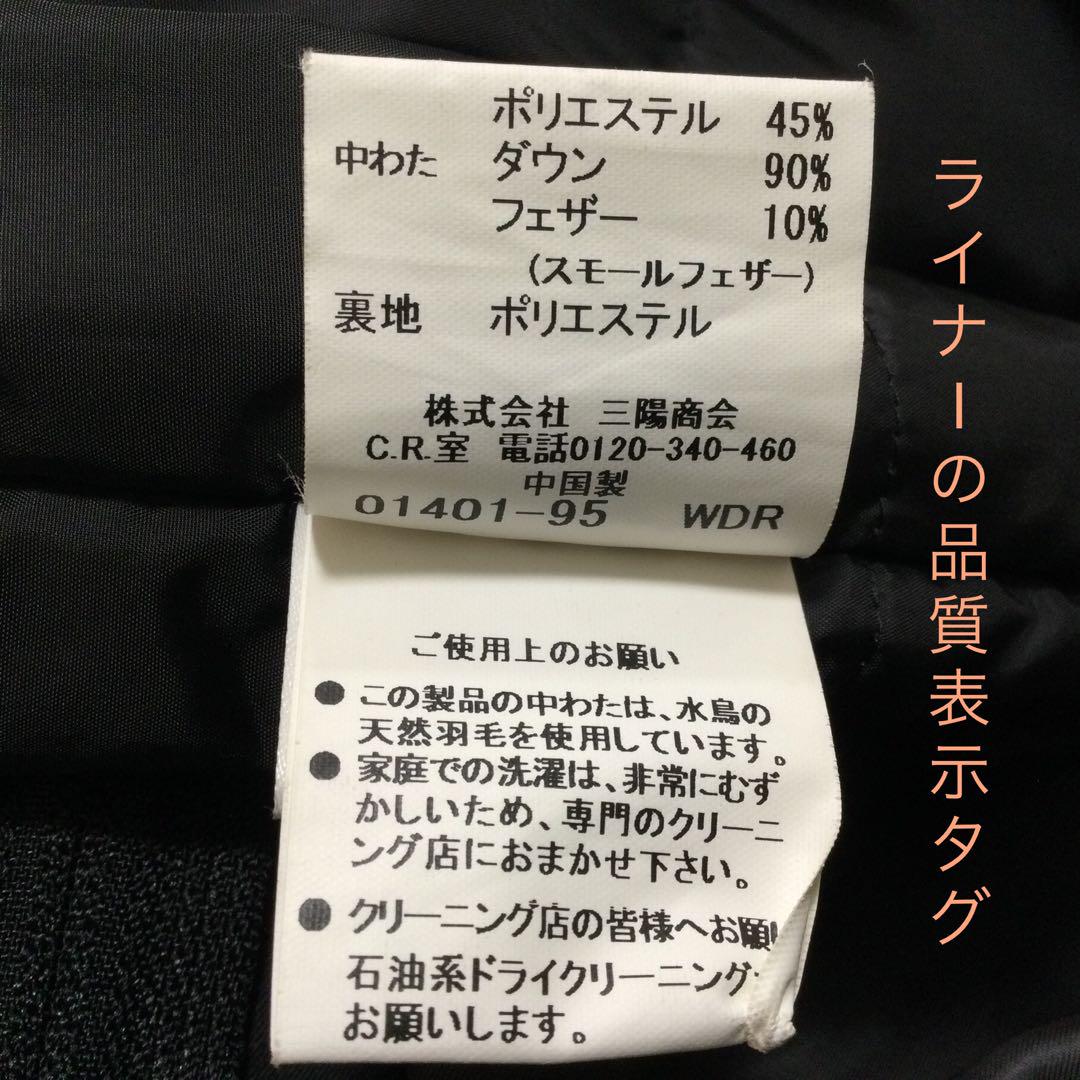 ポリエステル 45%
中わた ダウン 90%
フェザー 10%
(スモールフェザー)
裏地 ポリエステル
株式会社 三陽商会
C.R.室 電話0120-340-460
中国製
01401-95 WDR
ご使用上のお願い
● この製品の中わたは、水鳥の
天然羽毛を使用しています。
● 家庭での洗濯は、非常にむず
かしいため、専門のクリーニ
ング店におまかせ下さい。
● クリーニング店の皆様へお願
石油系ドライクリーニング
お願いします。
ライナーの品質表示タグ